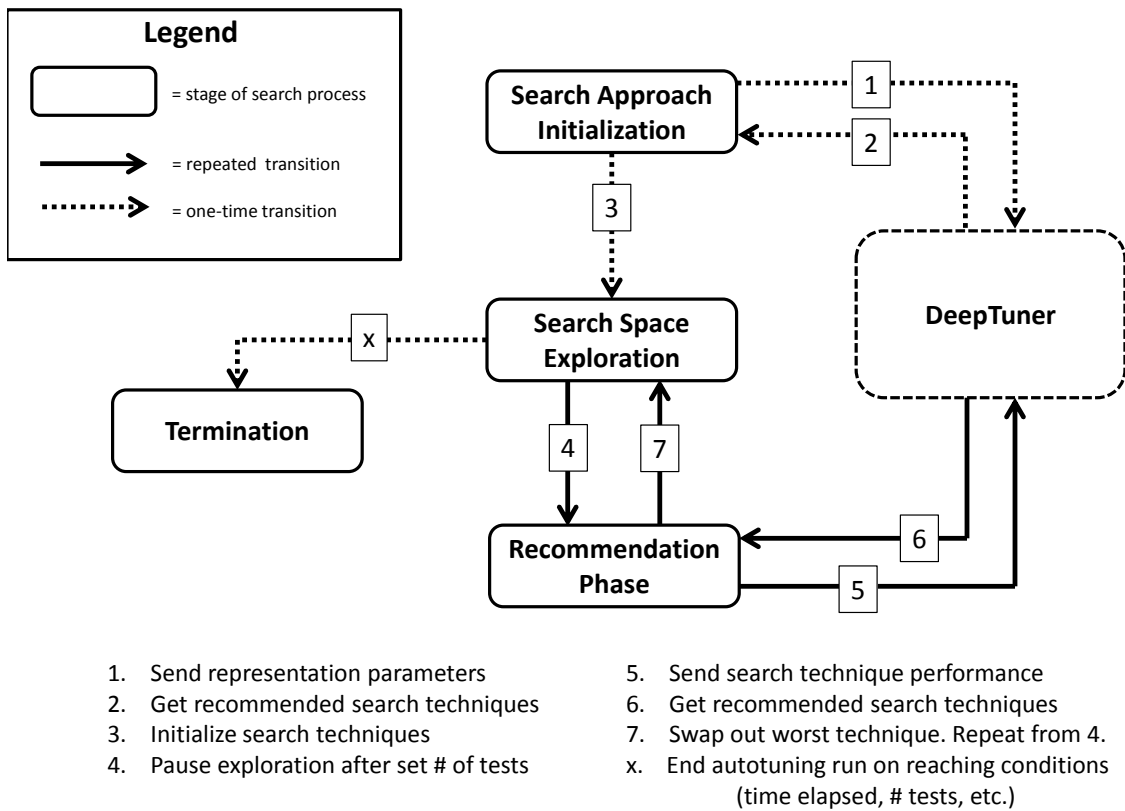 Legend
= stage of search process
= repeated transition
= one-time transition
Search Approach
Initialization
1
2
3
DeepTuner
Search Space
Exploration
x
Termination
4
7
Recommendation
Phase
6
5
1. Send representation parameters
2. Get recommended search techniques
3. Initialize search techniques
4. Pause exploration after set # of tests
5. Send search technique performance
6. Get recommended search techniques
7. Swap out worst technique. Repeat from 4.
x. End autotuning run on reaching conditions
(time elapsed, # tests, etc.)